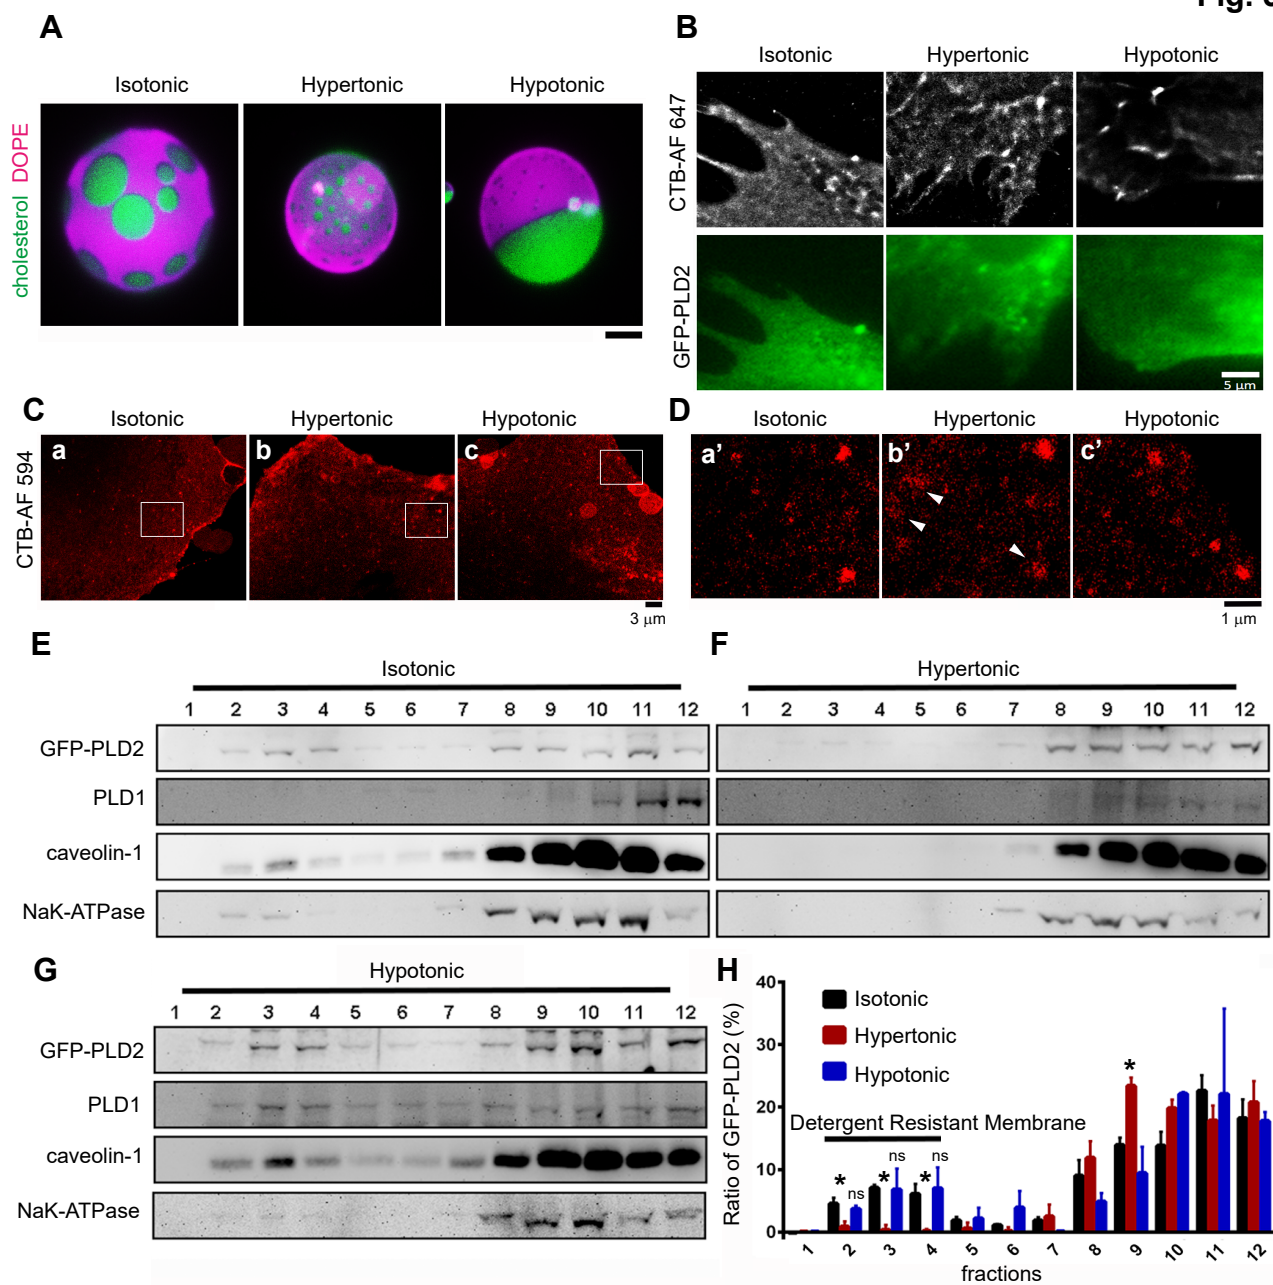 Fig.
A
Isotonic Hypertonic Hypotonic
cholesterol DOPE
B
Isotonic Hypertonic Hypotonic
CTB-AF 647
GFP-PLD2
5 µm
C
Isotonic Hypertonic Hypotonic
CTB-AF 594
a b c
3 µm
D
Isotonic Hypertonic Hypotonic
a’ b’ c’
1 µm
E
Isotonic
1 2 3 4 5 6 7 8 9 10 11 12
GFP-PLD2
PLD1
caveolin-1
NaK-ATPase
F
Hypertonic
1 2 3 4 5 6 7 8 9 10 11 12
G
Hypotonic
1 2 3 4 5 6 7 8 9 10 11 12
GFP-PLD2
PLD1
caveolin-1
NaK-ATPase
H
Ratio of GFP-PLD2 (%)
40
30
20
10
0
Isotonic
Hypertonic
Hypotonic
Detergent Resistant Membrane
* ns * ns * ns *
1 2 3 4 5 6 7 8 9 10 11 12
fractions